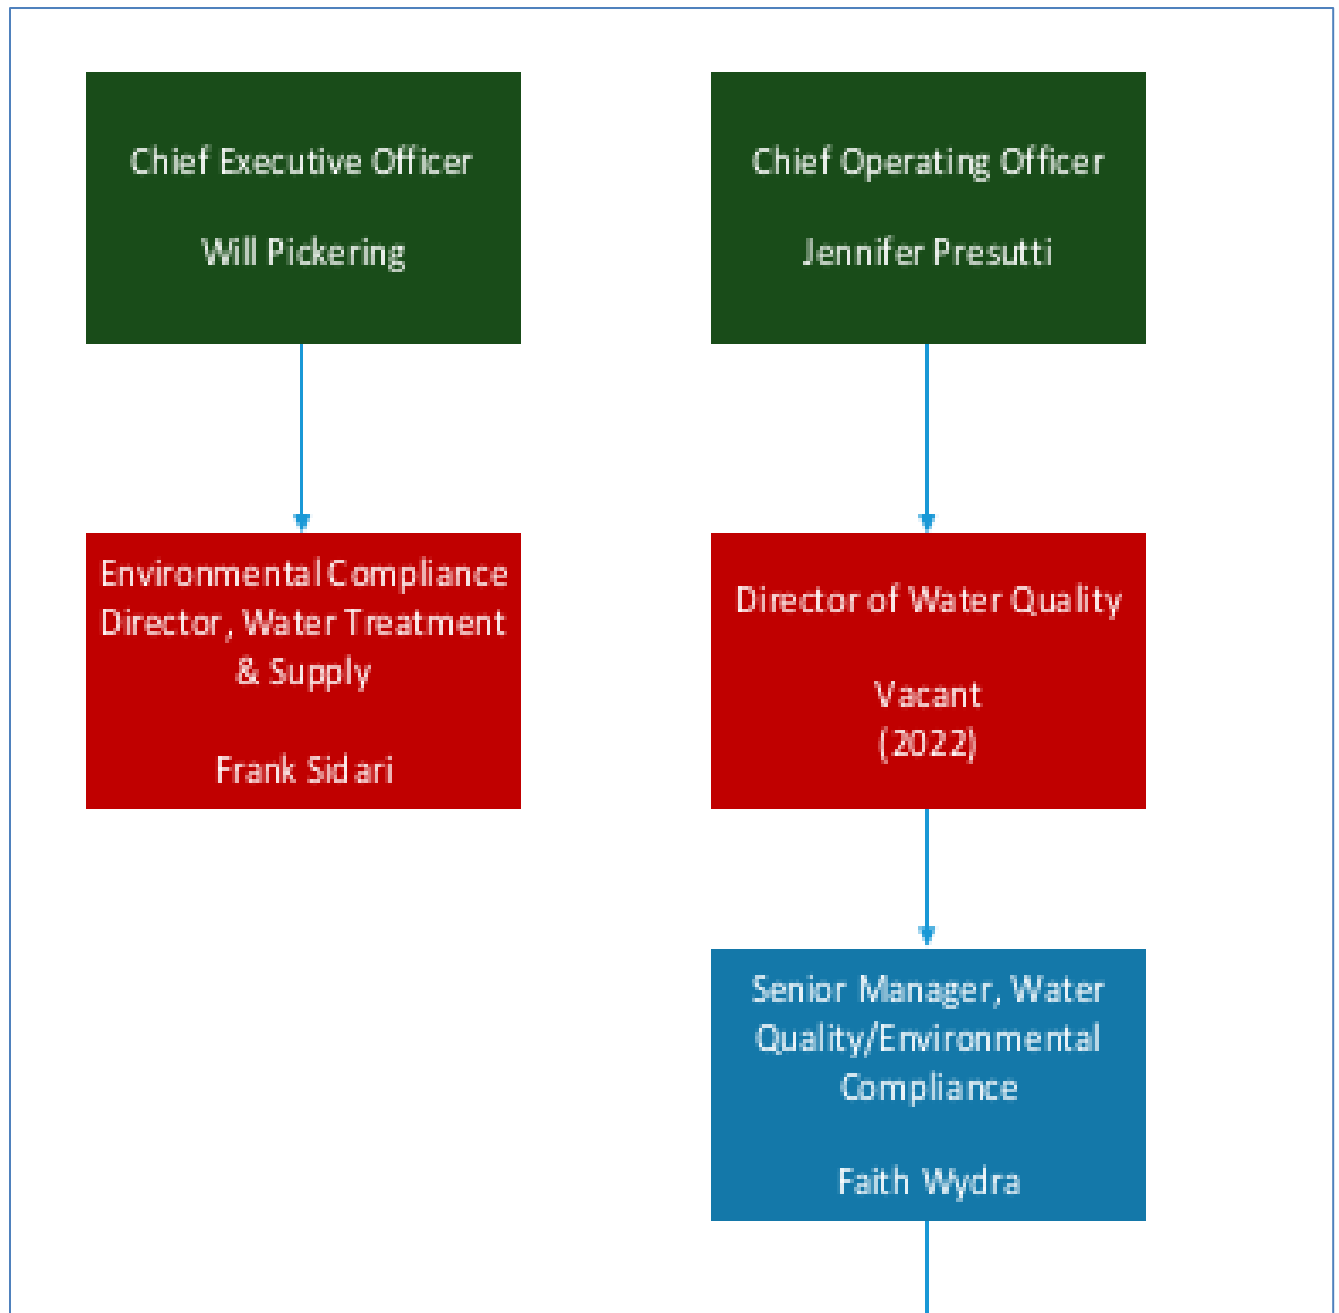 Chief Executive Officer
Will Pickering
Chief Operating Officer
Jennifer Presutti
Environmental Compliance
Director, Water Treatment
& Supply
Frank Sidari
Director of Water Quality
Vacant
(2022)
Senior Manager, Water
Quality/Environmental
Compliance
Faith Wydra